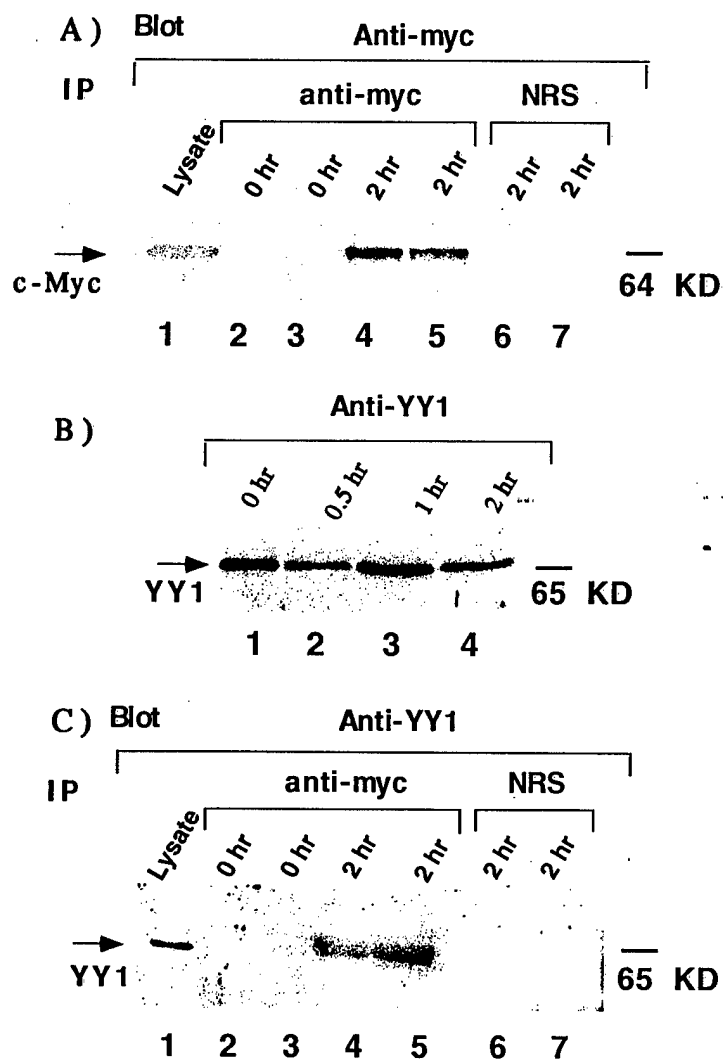 A) Blot Anti-myc
IP anti-myc NRS
Lysate 0 hr 0 hr 2 hr 2 hr 2 hr 2 hr
c-Myc 64 KD
1 2 3 4 5 6 7
B) Anti-YY1
0 hr 0.5 hr 1 hr 2 hr
YY1 65 KD
1 2 3 4
C) Blot Anti-YY1
IP anti-myc NRS
Lysate 0 hr 0 hr 2 hr 2 hr 2 hr 2 hr
YY1 65 KD
1 2 3 4 5 6 7